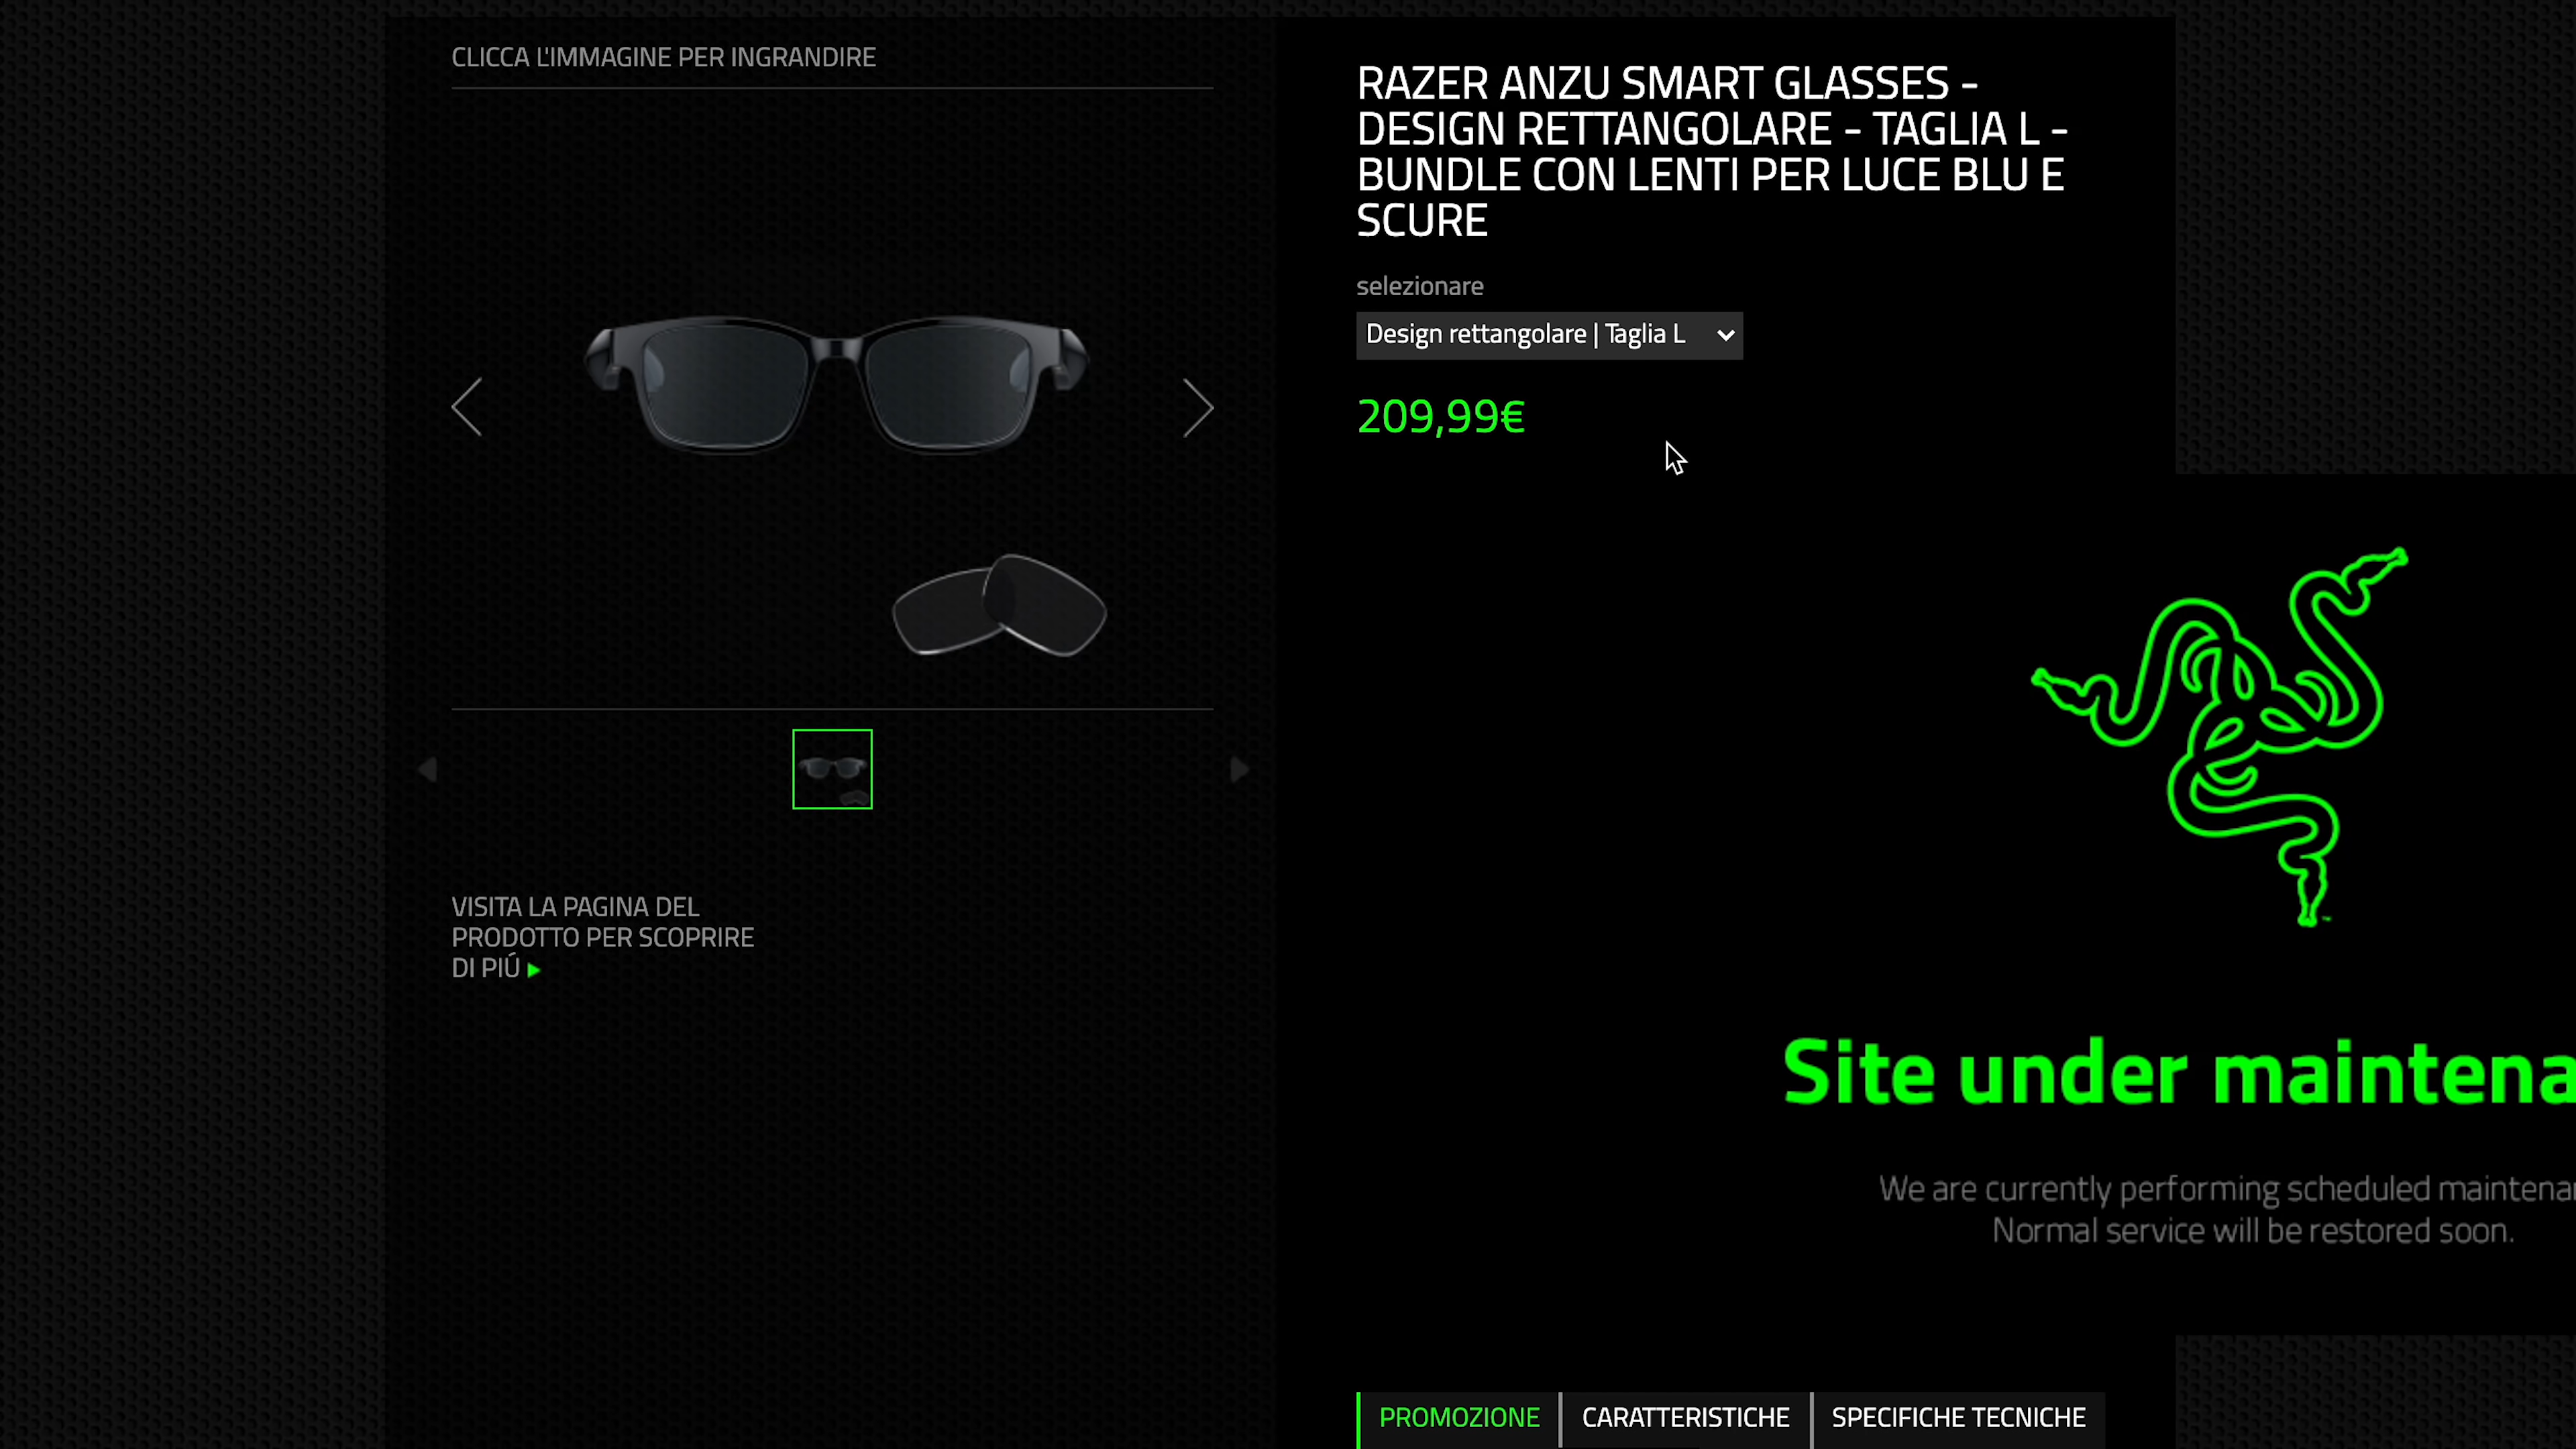 CLICCA L'IMMAGINE PER INGRANDIRE
RAZER ANZU SMART GLASSES -
DESIGN RETTANGOLARE - TAGLIA L -
BUNDLE CON LENTI PER LUCE BLU E
SCURE
selezionare
Design rettangolare | Taglia L
209,99€
VISITA LA PAGINA DEL
PRODOTTO PER SCOPRIRE
DI PIÚ
Site under maintena
We are currently performing scheduled maintena
Normal service will be restored soon.
PROMOZIONE
CARATTERISTICHE
SPECIFICHE TECNICHE